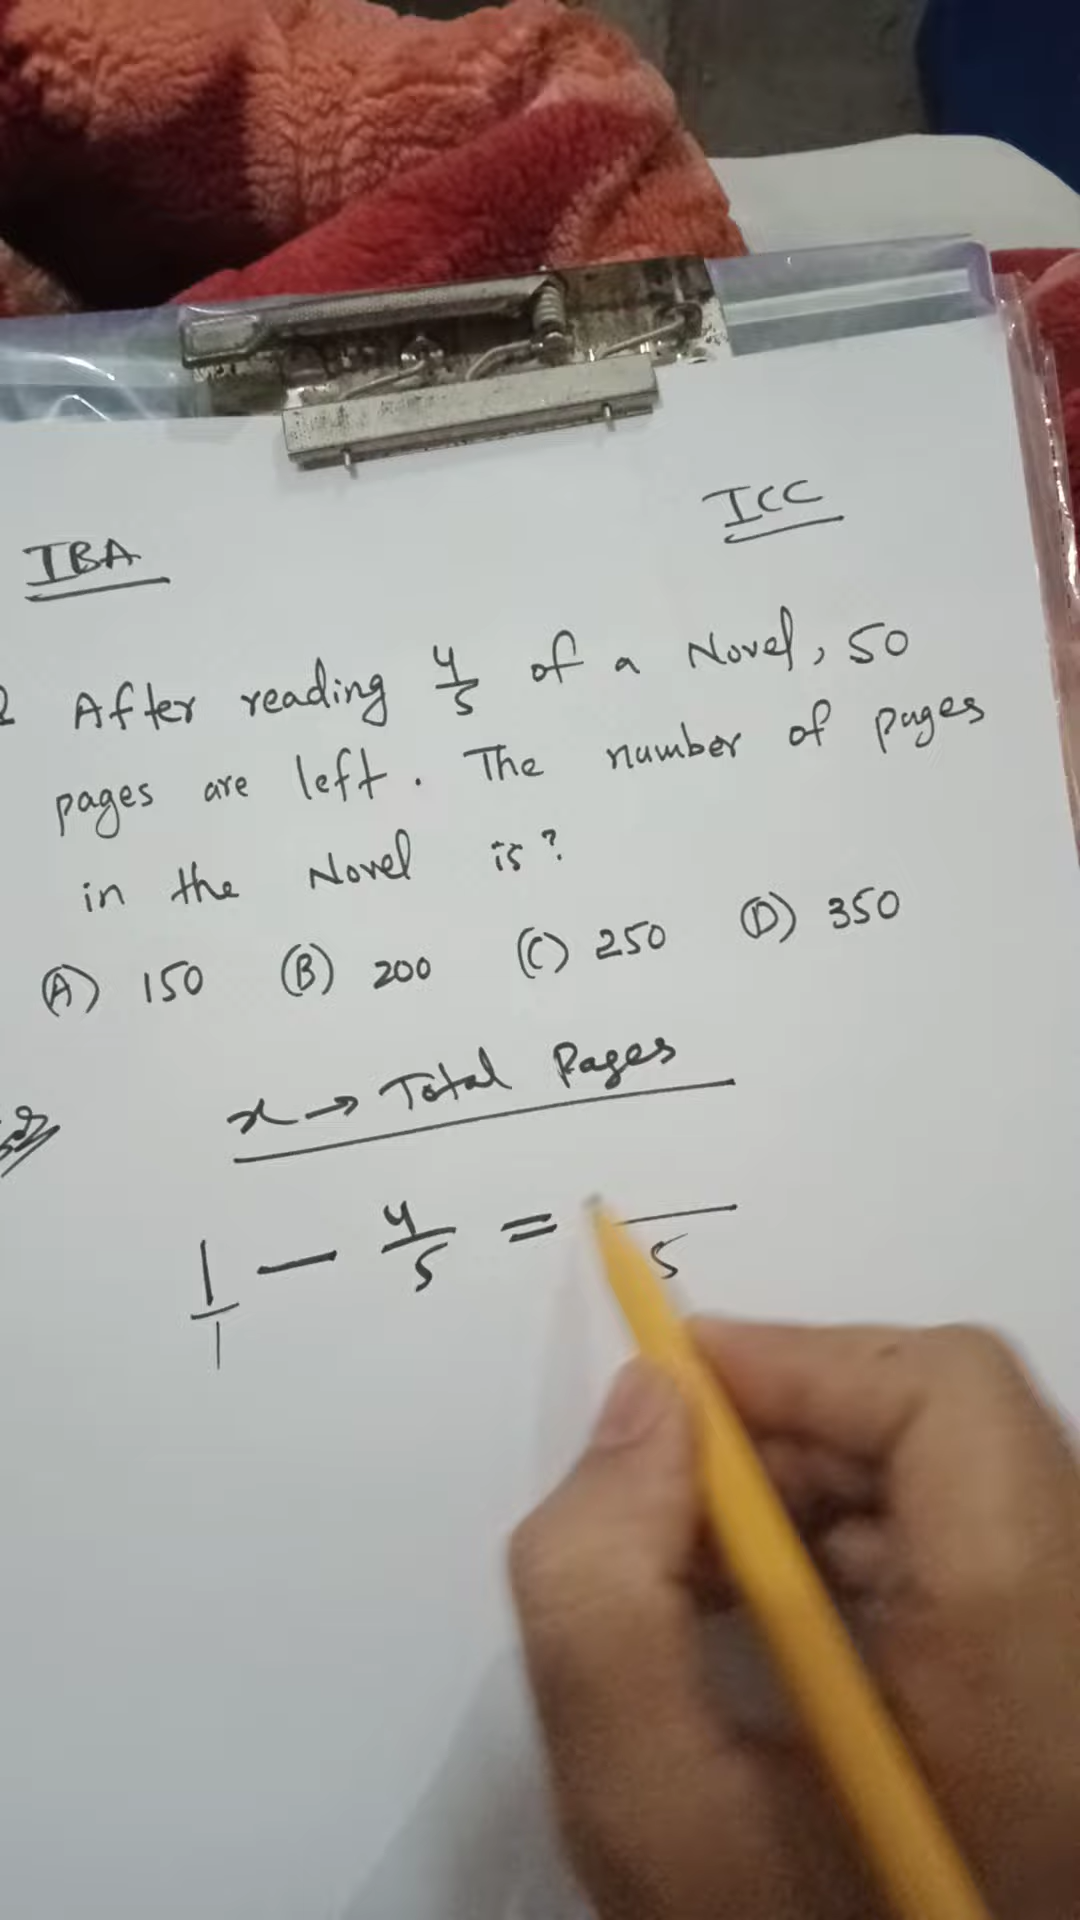 IBA ICC
After reading 4/5 of a Novel, 50
pages are left. The number of pages
in the Novel is?
(A) 150 (B) 200 (C) 250 (D) 350
x → Total Pages
1/1 — 4/5 = /5